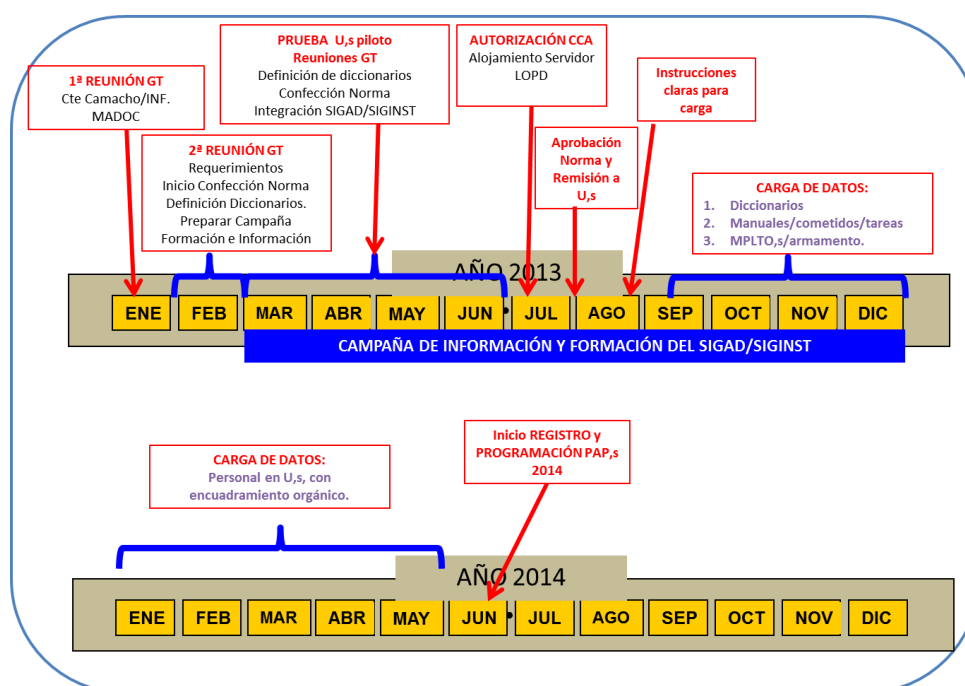 1ª REUNIÓN GT
Cte Camacho/INF.
MADOC
2ª REUNIÓN GT
Requerimientos
Inicio Confección Norma
Definición Diccionarios.
Preparar Campaña
Formación e Información
PRUEBA U,s piloto
Reuniones GT
Definición de diccionarios
Confección Norma
Integración SIGAD/SIGINST
AUTORIZACIÓN CCA
Alojamiento Servidor
LOPD
Aprobación
Norma y
Remisión a
U,s
Instrucciones
claras para
carga
CARGA DE DATOS:
1. Diccionarios
2. Manuales/cometidos/tareas
3. MPLTO,s/armamento.
AÑO 2013
ENE FEB MAR ABR MAY JUN JUL AGO SEP OCT NOV DIC
CAMPAÑA DE INFORMACIÓN Y FORMACIÓN DEL SIGAD/SIGINST
CARGA DE DATOS:
Personal en U,s, con
encuadramiento orgánico.
Inicio REGISTRO y
PROGRAMACIÓN PAP,s
2014
AÑO 2014
ENE FEB MAR ABR MAY JUN JUL AGO SEP OCT NOV DIC